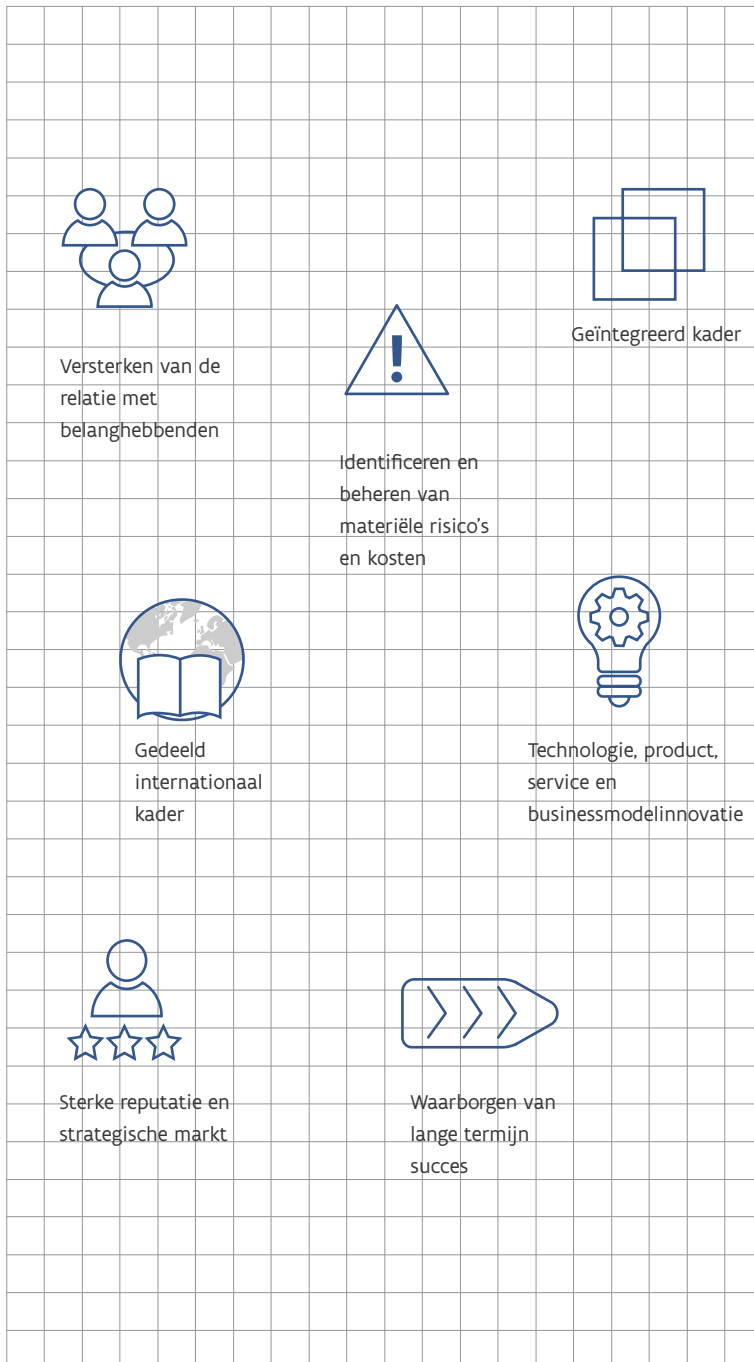 Versterken van de
relatie met
belanghebbenden
Geïntegreerd kader
Identificeren en
beheren van
materiële risico's
en kosten
Gedeeld
internationaal
kader
Technologie, product,
service en
businessmodelinnovatie
Sterke reputatie en
strategische markt
Waarborgen van
lange termijn
succes